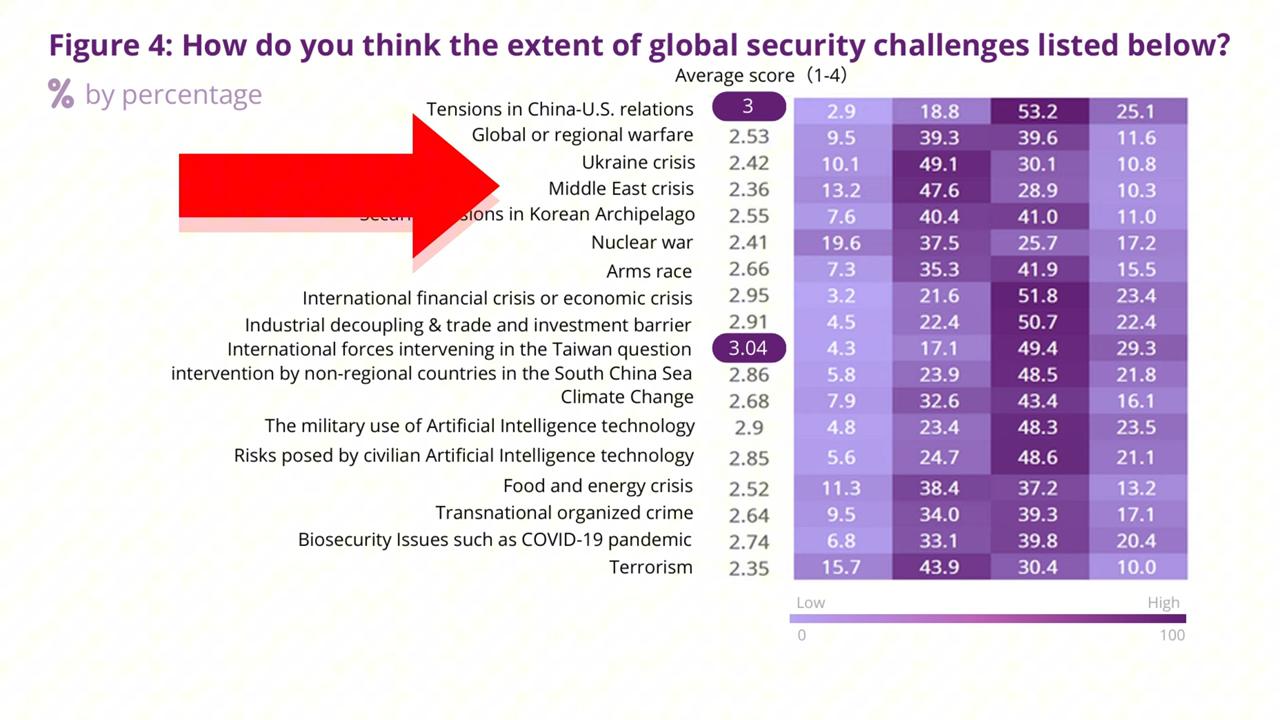 Figure 4: How do you think the extent of global security challenges listed below?
% by percentage
Average score（1-4）
Tensions in China-U.S. relations 3 2.9 18.8 53.2 25.1
Global or regional warfare 2.53 9.5 39.3 39.6 11.6
Ukraine crisis 2.42 10.1 49.1 30.1 10.8
Middle East crisis 2.36 13.2 47.6 28.9 10.3
in Korean Archipelago 2.55 7.6 40.4 41.0 11.0
Nuclear war 2.41 19.6 37.5 25.7 17.2
Arms race 2.66 7.3 35.3 41.9 15.5
International financial crisis or economic crisis 2.95 3.2 21.6 51.8 23.4
Industrial decoupling & trade and investment barrier 2.91 4.5 22.4 50.7 22.4
International forces intervening in the Taiwan question 3.04 4.3 17.1 49.4 29.3
intervention by non-regional countries in the South China Sea 2.86 5.8 23.9 48.5 21.8
Climate Change 2.68 7.9 32.6 43.4 16.1
The military use of Artificial Intelligence technology 2.9 4.8 23.4 48.3 23.5
Risks posed by civilian Artificial Intelligence technology 2.85 5.6 24.7 48.6 21.1
Food and energy crisis 2.52 11.3 38.4 37.2 13.2
Transnational organized crime 2.64 9.5 34.0 39.3 17.1
Biosecurity Issues such as COVID-19 pandemic 2.74 6.8 33.1 39.8 20.4
Terrorism 2.35 15.7 43.9 30.4 10.0
Low High
0 100